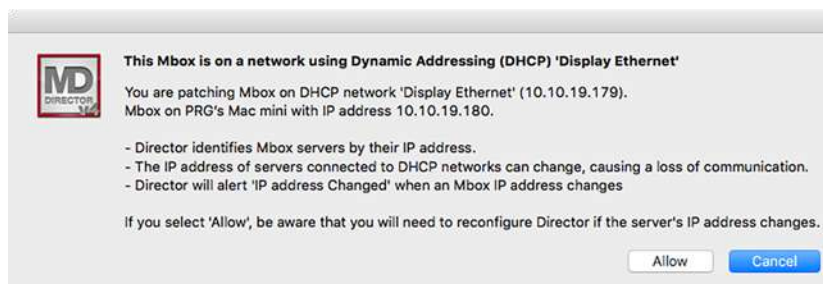 This Mbox is on a network using Dynamic Addressing (DHCP) 'Display Ethernet'
MD
DIRECTOR
V4
You are patching Mbox on DHCP network 'Display Ethernet' (10.10.19.179).
Mbox on PRG's Mac mini with IP address 10.10.19.180.
- Director identifies Mbox servers by their IP address.
- The IP address of servers connected to DHCP networks can change, causing a loss of communication.
- Director will alert 'IP address Changed' when an Mbox IP address changes
If you select 'Allow', be aware that you will need to reconfigure Director if the server's IP address changes.
Allow
Cancel